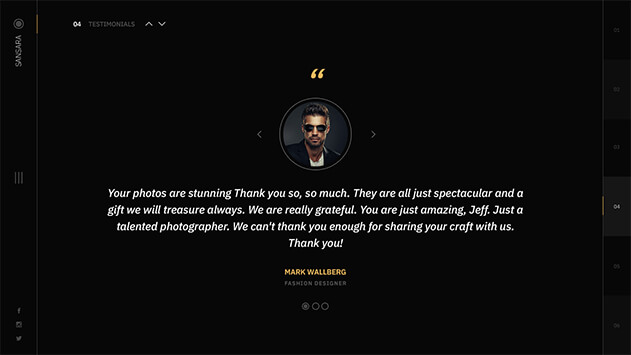 04 TESTIMONIALS
SANSARA
“
Your photos are stunning Thank you so, so much. They are all just spectacular and a
gift we will treasure always. We are really grateful. You are just amazing, Jeff. Just a
talented photographer. We can't thank you enough for sharing your craft with us.
Thank you!
MARK WALLBERG
FASHION DESIGNER
03
04